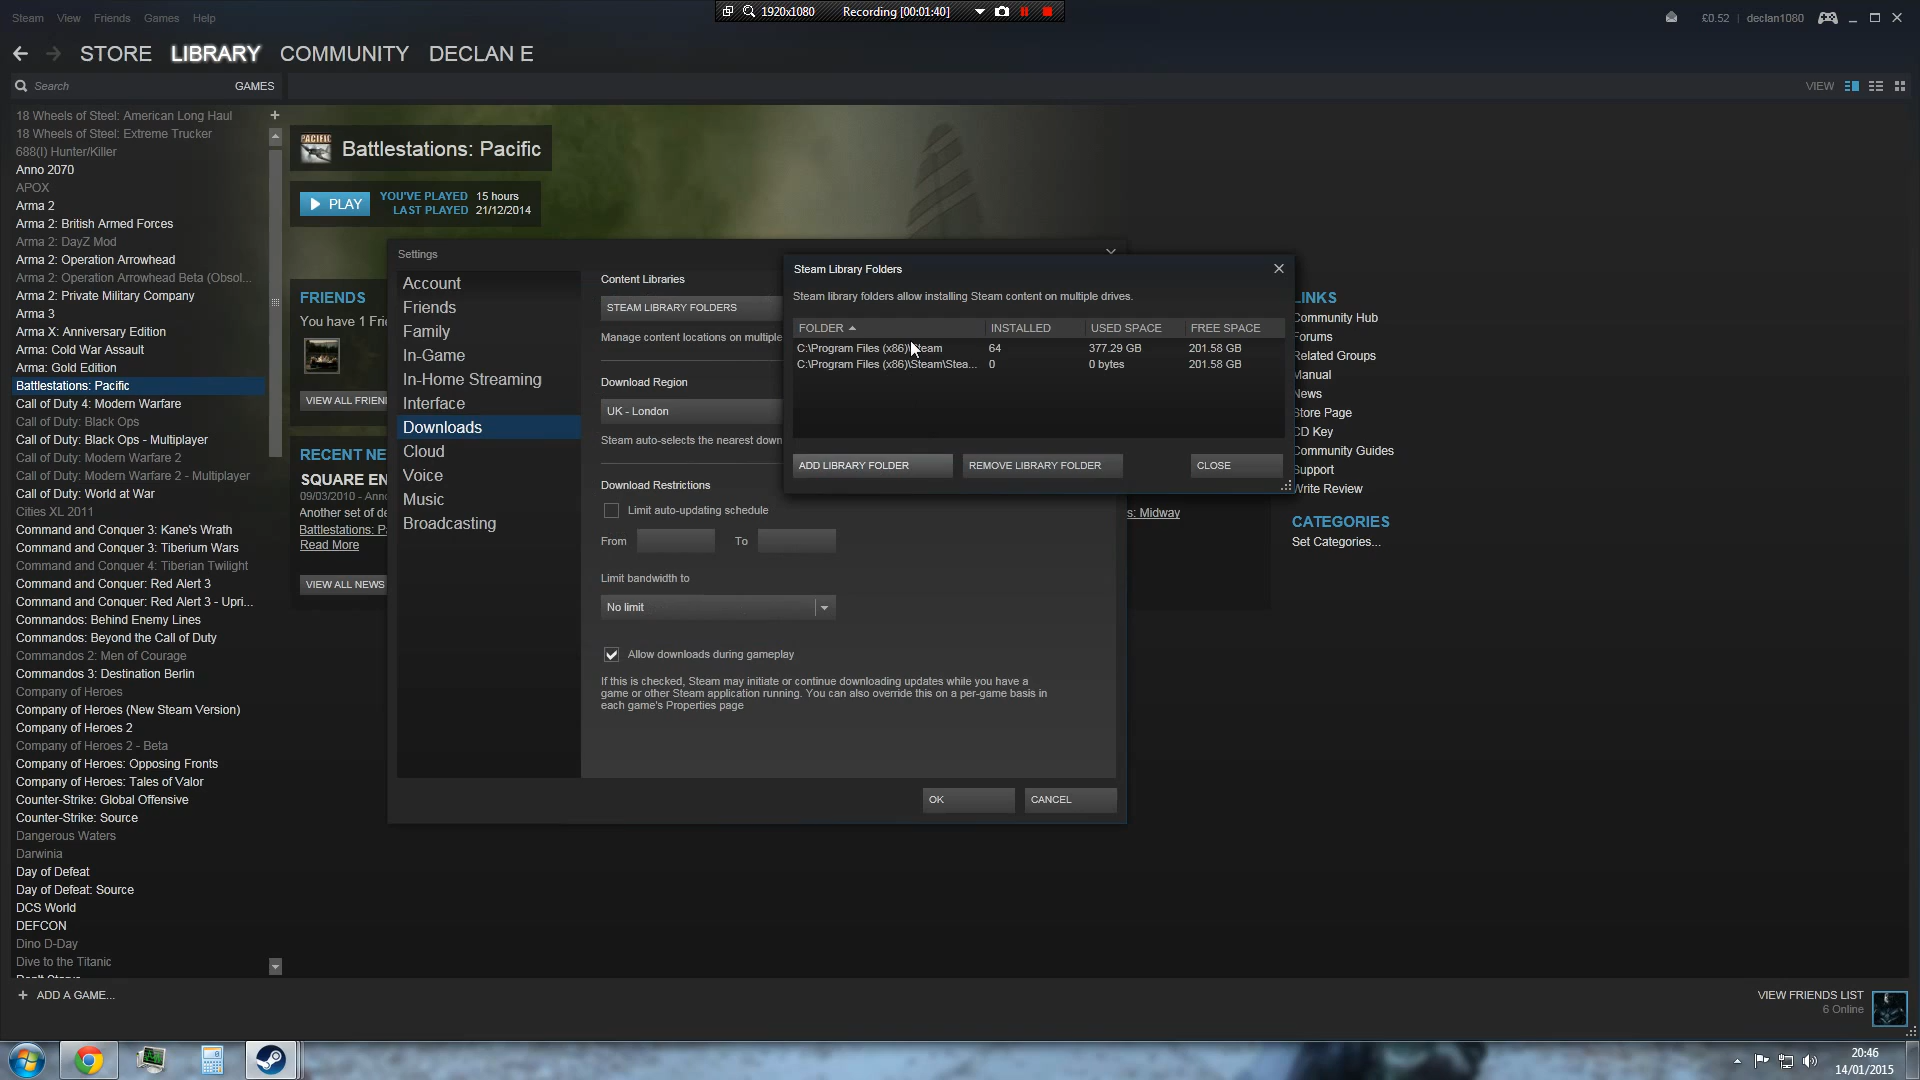 Steam View Friends Games Help
1920x1080 Recording [00:01:40]
£0.52 declan1080
STORE LIBRARY COMMUNITY DECLAN E
Search GAMES
VIEW
18 Wheels of Steel: American Long Haul
18 Wheels of Steel: Extreme Trucker
688(I) Hunter/Killer
Anno 2070
APOX
Arma 2
Arma 2: British Armed Forces
Arma 2: DayZ Mod
Arma 2: Operation Arrowhead
Arma 2: Operation Arrowhead Beta (Obsol...
Arma 2: Private Military Company
Arma 3
Arma X: Anniversary Edition
Arma: Cold War Assault
Arma: Gold Edition
Battlestations: Pacific
Call of Duty 4: Modern Warfare
Call of Duty: Black Ops
Call of Duty: Black Ops - Multiplayer
Call of Duty: Modern Warfare 2
Call of Duty: Modern Warfare 2 - Multiplayer
Call of Duty: World at War
Cities XL 2011
Command and Conquer 3: Kane's Wrath
Command and Conquer 3: Tiberium Wars
Command and Conquer 4: Tiberian Twilight
Command and Conquer: Red Alert 3
Command and Conquer: Red Alert 3 - Upri...
Commandos: Behind Enemy Lines
Commandos: Beyond the Call of Duty
Commandos 2: Men of Courage
Commandos 3: Destination Berlin
Company of Heroes
Company of Heroes (New Steam Version)
Company of Heroes 2
Company of Heroes 2 - Beta
Company of Heroes: Opposing Fronts
Company of Heroes: Tales of Valor
Counter-Strike: Global Offensive
Counter-Strike: Source
Dangerous Waters
Darwinia
Day of Defeat
Day of Defeat: Source
DCS World
DEFCON
Dino D-Day
Dive to the Titanic
ADD A GAME...
PACIFIC
Battlestations: Pacific
PLAY
YOU'VE PLAYED 15 hours
LAST PLAYED 21/12/2014
FRIENDS
You have 1 Fri
VIEW ALL FRIEN
RECENT NE
SQUARE EN
09/03/2010 - Ann
Another set of de
Battlestations: P
Read More
VIEW ALL NEWS
Settings
Account
Friends
Family
In-Game
In-Home Streaming
Interface
Downloads
Cloud
Voice
Music
Broadcasting
Content Libraries
STEAM LIBRARY FOLDERS
Manage content locations on multiple
Download Region
UK - London
Steam auto-selects the nearest down
Download Restrictions
Limit auto-updating schedule
From To
Limit bandwidth to
No limit
Allow downloads during gameplay
If this is checked, Steam may initiate or continue downloading updates while you have a
game or other Steam application running. You can also override this on a per-game basis in
each game's Properties page
OK CANCEL
Steam Library Folders
Steam library folders allow installing Steam content on multiple drives.
FOLDER INSTALLED USED SPACE FREE SPACE
C:\Program Files (x86)\Steam 64 377.29 GB 201.58 GB
C:\Program Files (x86)\Steam\Stea... 0 0 bytes 201.58 GB
ADD LIBRARY FOLDER REMOVE LIBRARY FOLDER CLOSE
s: Midway
LINKS
Community Hub
Forums
Related Groups
Manual
News
Store Page
CD Key
Community Guides
Support
Write Review
CATEGORIES
Set Categories...
VIEW FRIENDS LIST
6 Online
20:46
14/01/2015